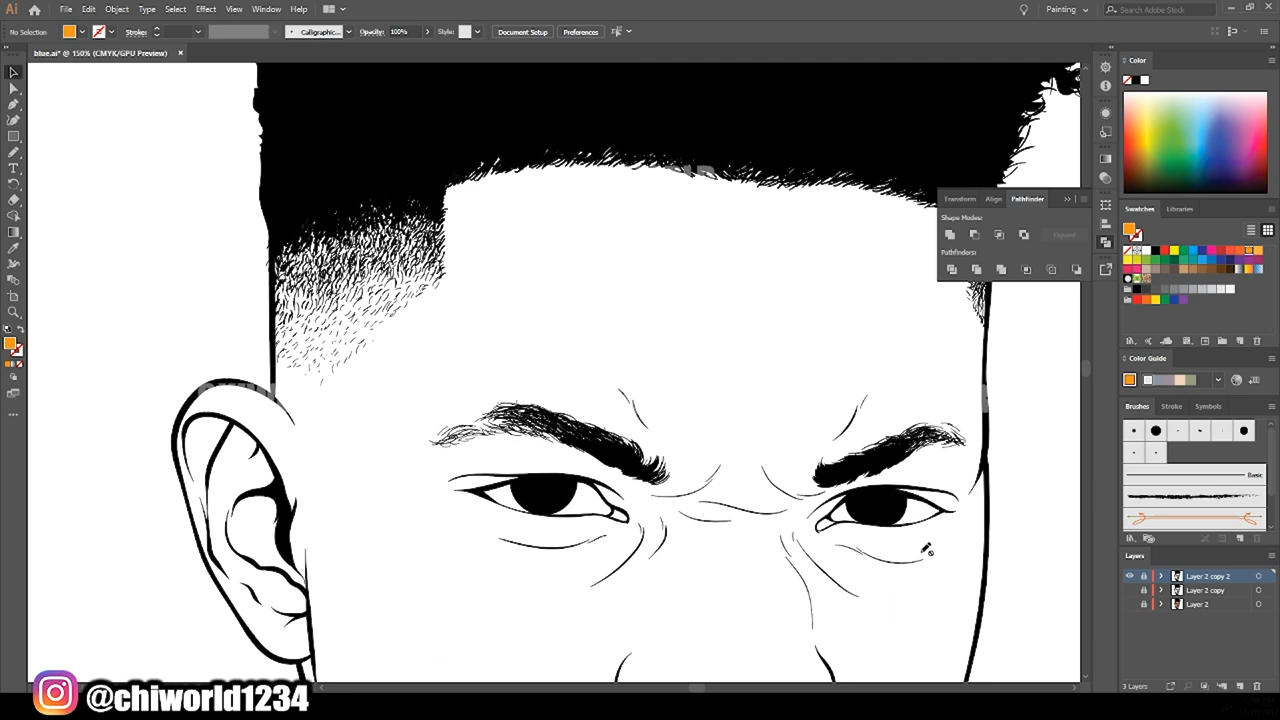 Ai File Edit Object Type Select Effect View Window Help Painting Search Adobe Stock
No Selection Stroke: Calligraphic... Opacity: 100% Style: Document Setup Preferences
blue.ai* @ 150% (CMYK/GPU Preview) ×
Color
Transform Align Pathfinder
Shape Modes:
Expand
Pathfinders:
Swatches Libraries
Color Guide
Brushes Stroke Symbols
Basic
Layers
Layer 2 copy 2
Layer 2 copy
Layer 2
3 Layers
@chiworld1234